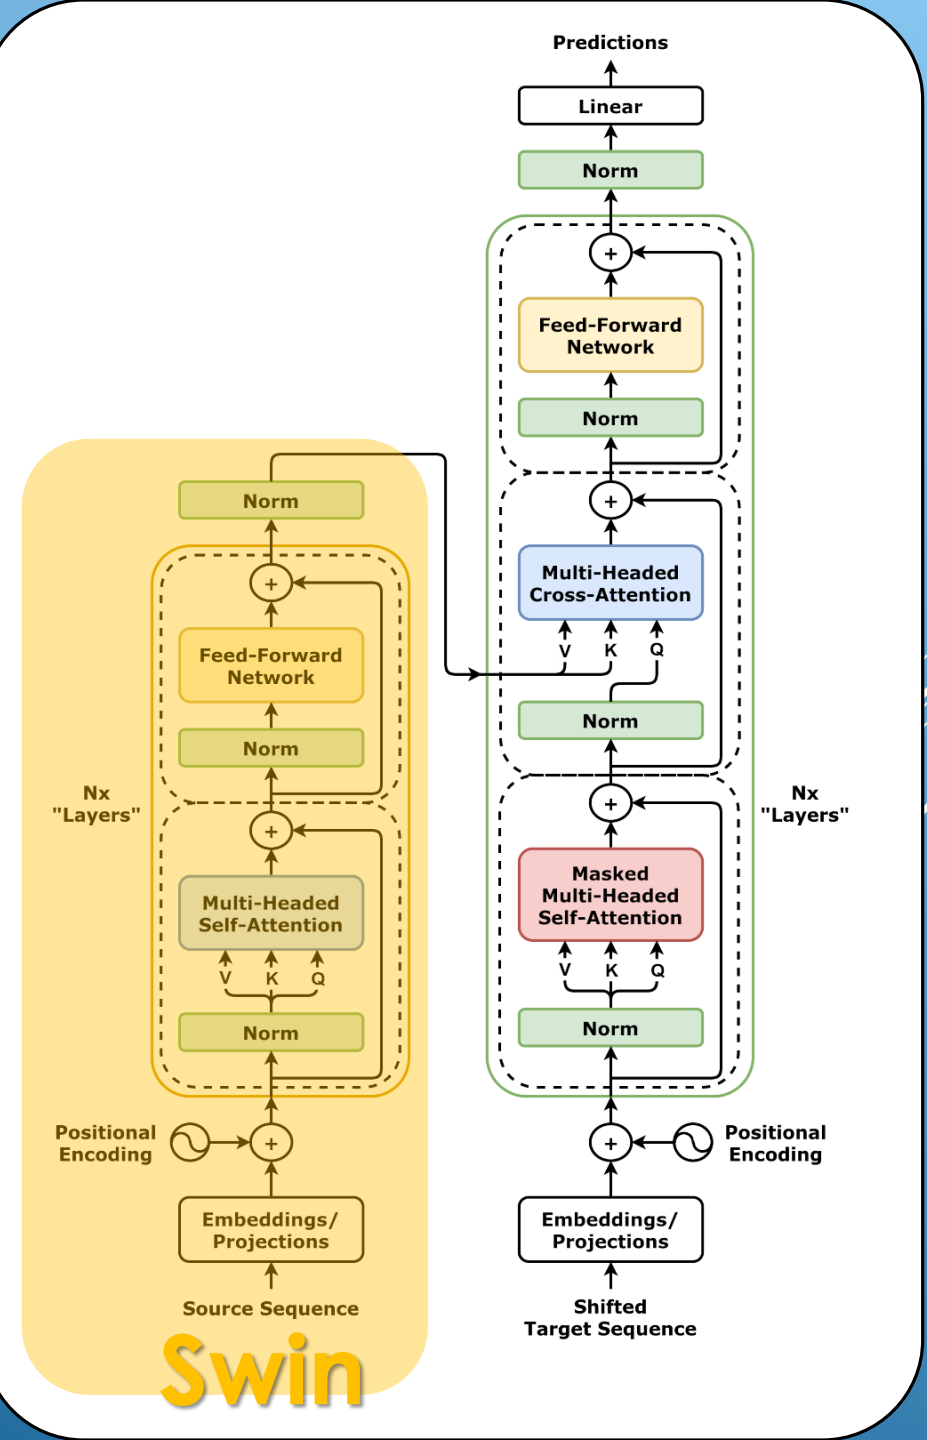 Predictions
Linear
Norm
+
Feed-Forward
Network
Norm
+
Multi-Headed
Cross-Attention
V K Q
Norm
+
Masked
Multi-Headed
Self-Attention
V K Q
Norm
Nx
"Layers"
+
Positional
Encoding
Embeddings/
Projections
Shifted
Target Sequence
Norm
+
Feed-Forward
Network
Norm
+
Multi-Headed
Self-Attention
V K Q
Norm
Nx
"Layers"
Positional
Encoding
+
Embeddings/
Projections
Source Sequence
Swin